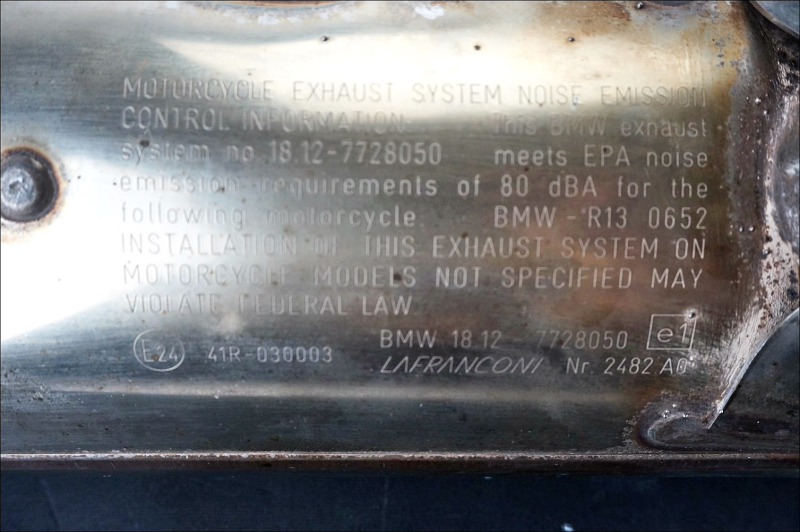 MOTORCYCLE EXHAUST SYSTEM NOISE EMISSION
CONTROL INFORMATION This BMW exhaust
system no 18.12-7728050 meets EPA noise
emission requirements of 80 dBA for the
following motorcycle BMW - R13 0652
INSTALLATION OF THIS EXHAUST SYSTEM ON
MOTORCYCLE MODELS NOT SPECIFIED MAY
VIOLATE FEDERAL LAW
E24 41R-030003 BMW 18.12 7728050 e1
LAFRANCONI Nr. 2482 A0